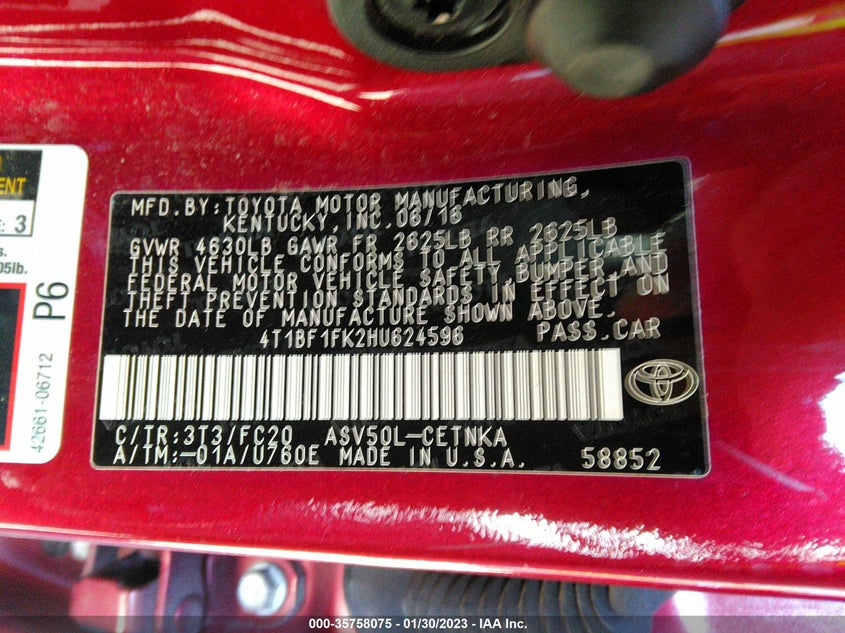 MFD.BY:TOYOTA MOTOR MANUFACTURING,
KENTUCKY,INC.06/16
GVWR 4630LB GAWR FR 2625LB RR 2625LB
THIS VEHICLE CONFORMS TO ALL APPLICABLE
FEDERAL MOTOR VEHICLE SAFETY, BUMPER,AND
THEFT PREVENTION STANDARDS IN EFFECT ON
THE DATE OF MANUFACTURE SHOWN ABOVE.
4T1BF1FK2HU624596 PASS.CAR
C/TR:3T3/FC20 ASV50L-CETNKA
A/TM:-01A/U760E MADE IN U.S.A. 58852
3
05lb.
P6
42661-06712
000-35758075 - 01/30/2023 - IAA Inc.